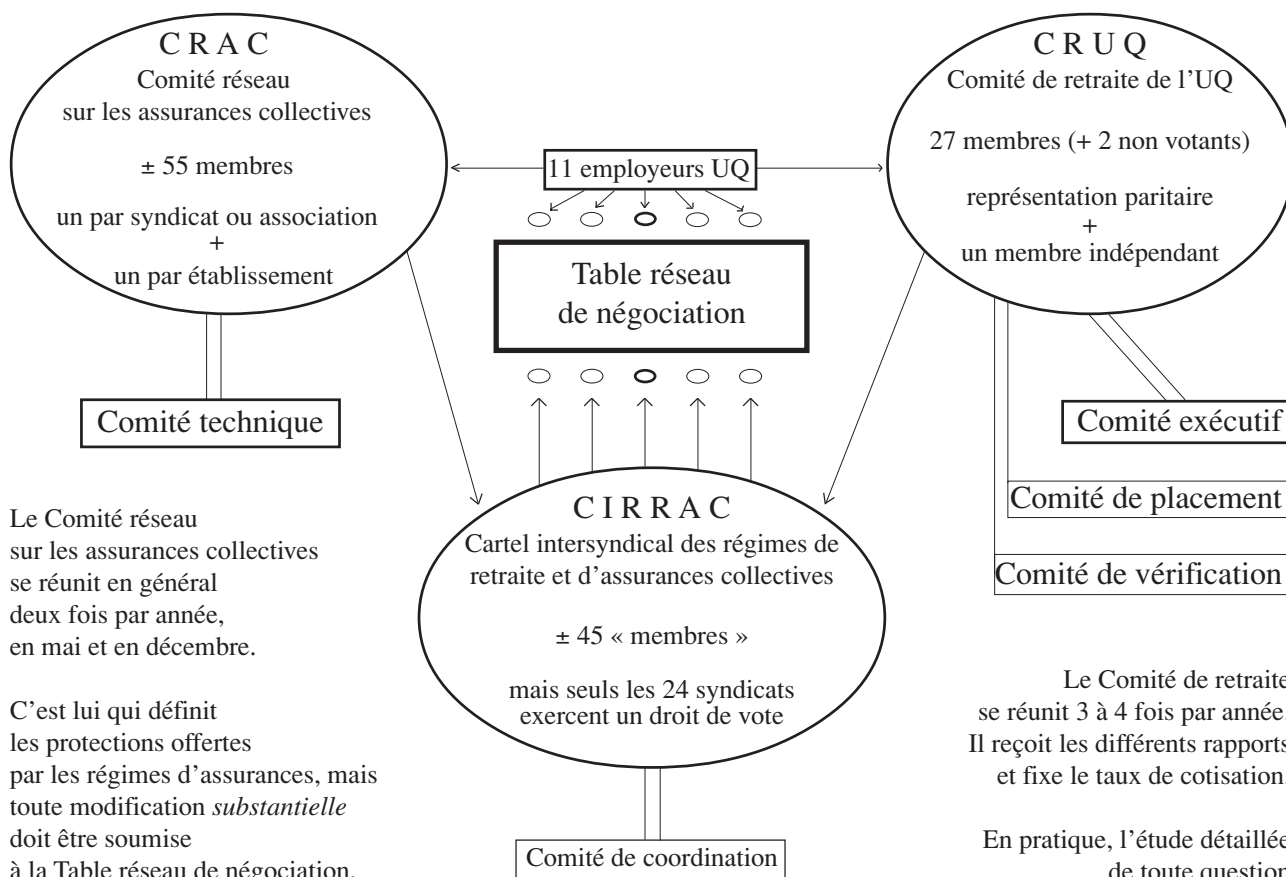 C R A C
Comité réseau
sur les assurances collectives
± 55 membres
un par syndicat ou association
+
un par établissement
Comité technique
11 employeurs UQ
Table réseau
de négociation
C R U Q
Comité de retraite de l’UQ
27 membres (+ 2 non votants)
représentation paritaire
+
un membre indépendant
Comité exécutif
Comité de placement
Comité de vérification
C I R R A C
Cartel intersyndical des régimes de
retraite et d’assurances collectives
± 45 « membres »
mais seuls les 24 syndicats
exercent un droit de vote
Comité de coordination
Le Comité réseau
sur les assurances collectives
se réunit en général
deux fois par année,
en mai et en décembre.
C’est lui qui définit
les protections offertes
par les régimes d’assurances, mais
toute modification substantielle
doit être soumise
à la Table réseau de négociation.
Le Comité de retraite
se réunit 3 à 4 fois par année.
Il reçoit les différents rapports
et fixe le taux de cotisation.
En pratique, l’étude détaillée
de toute question